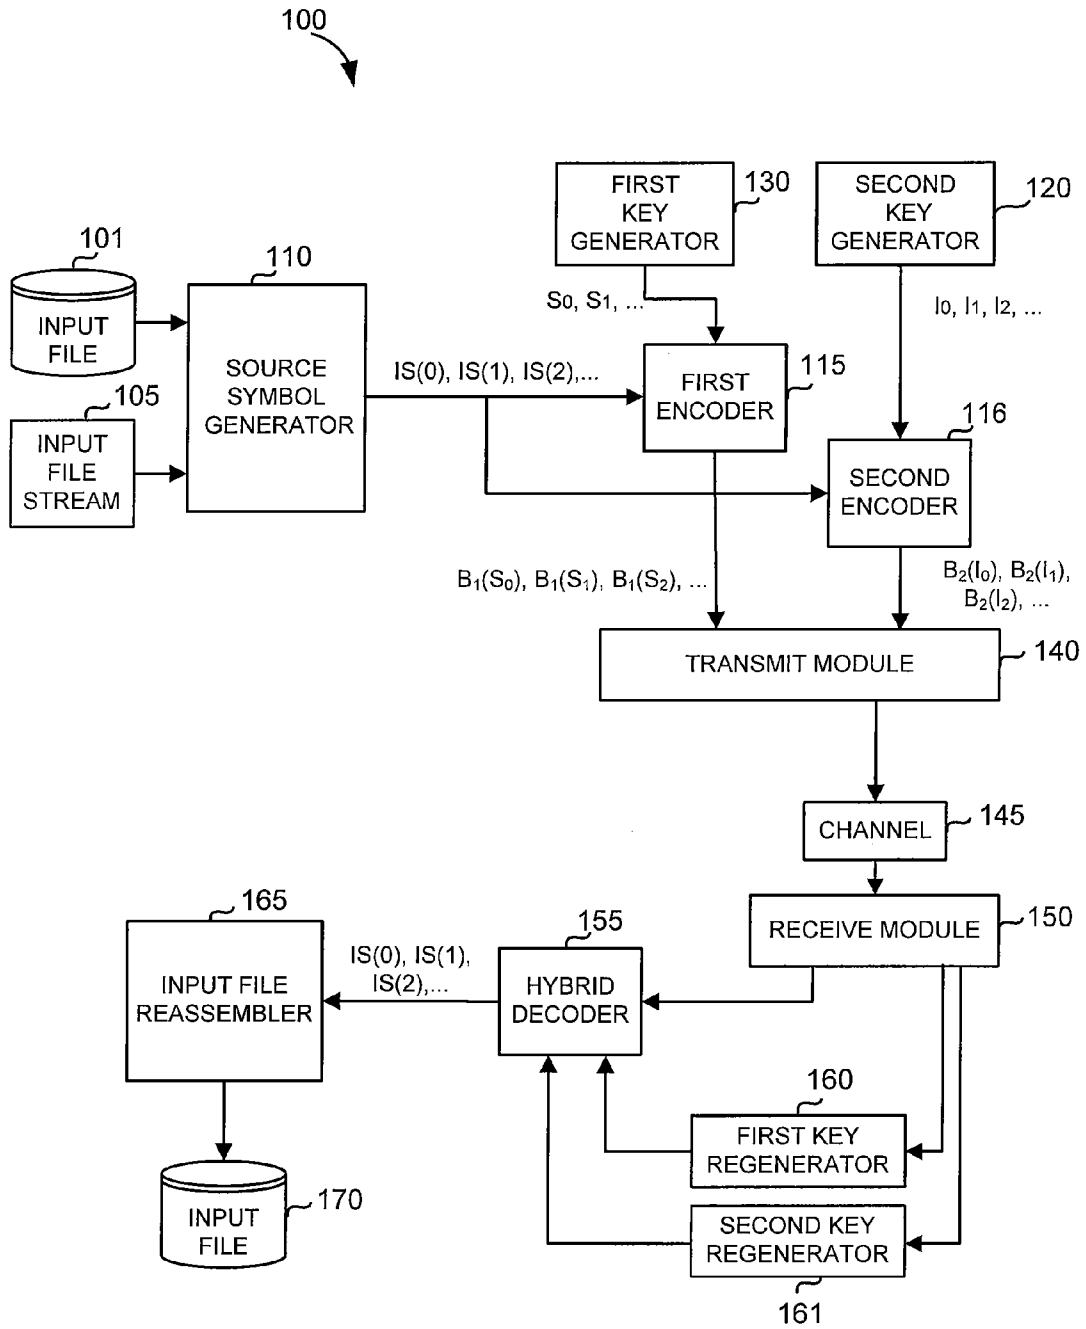 100
FIRST
KEY
GENERATOR
130
SECOND
KEY
GENERATOR
120
101
INPUT
FILE
110
SOURCE
SYMBOL
GENERATOR
105
INPUT
FILE
STREAM
S0, S1, ...
I0, I1, I2, ...
IS(0), IS(1), IS(2),...
FIRST
ENCODER
115
116
SECOND
ENCODER
B1(S0), B1(S1), B1(S2), ...
B2(I0), B2(I1),
B2(I2), ...
TRANSMIT MODULE
140
CHANNEL
145
RECEIVE MODULE
150
165
INPUT FILE
REASSEMBLER
IS(0), IS(1),
IS(2),...
155
HYBRID
DECODER
160
FIRST KEY
REGENERATOR
SECOND KEY
REGENERATOR
161
INPUT
FILE
170